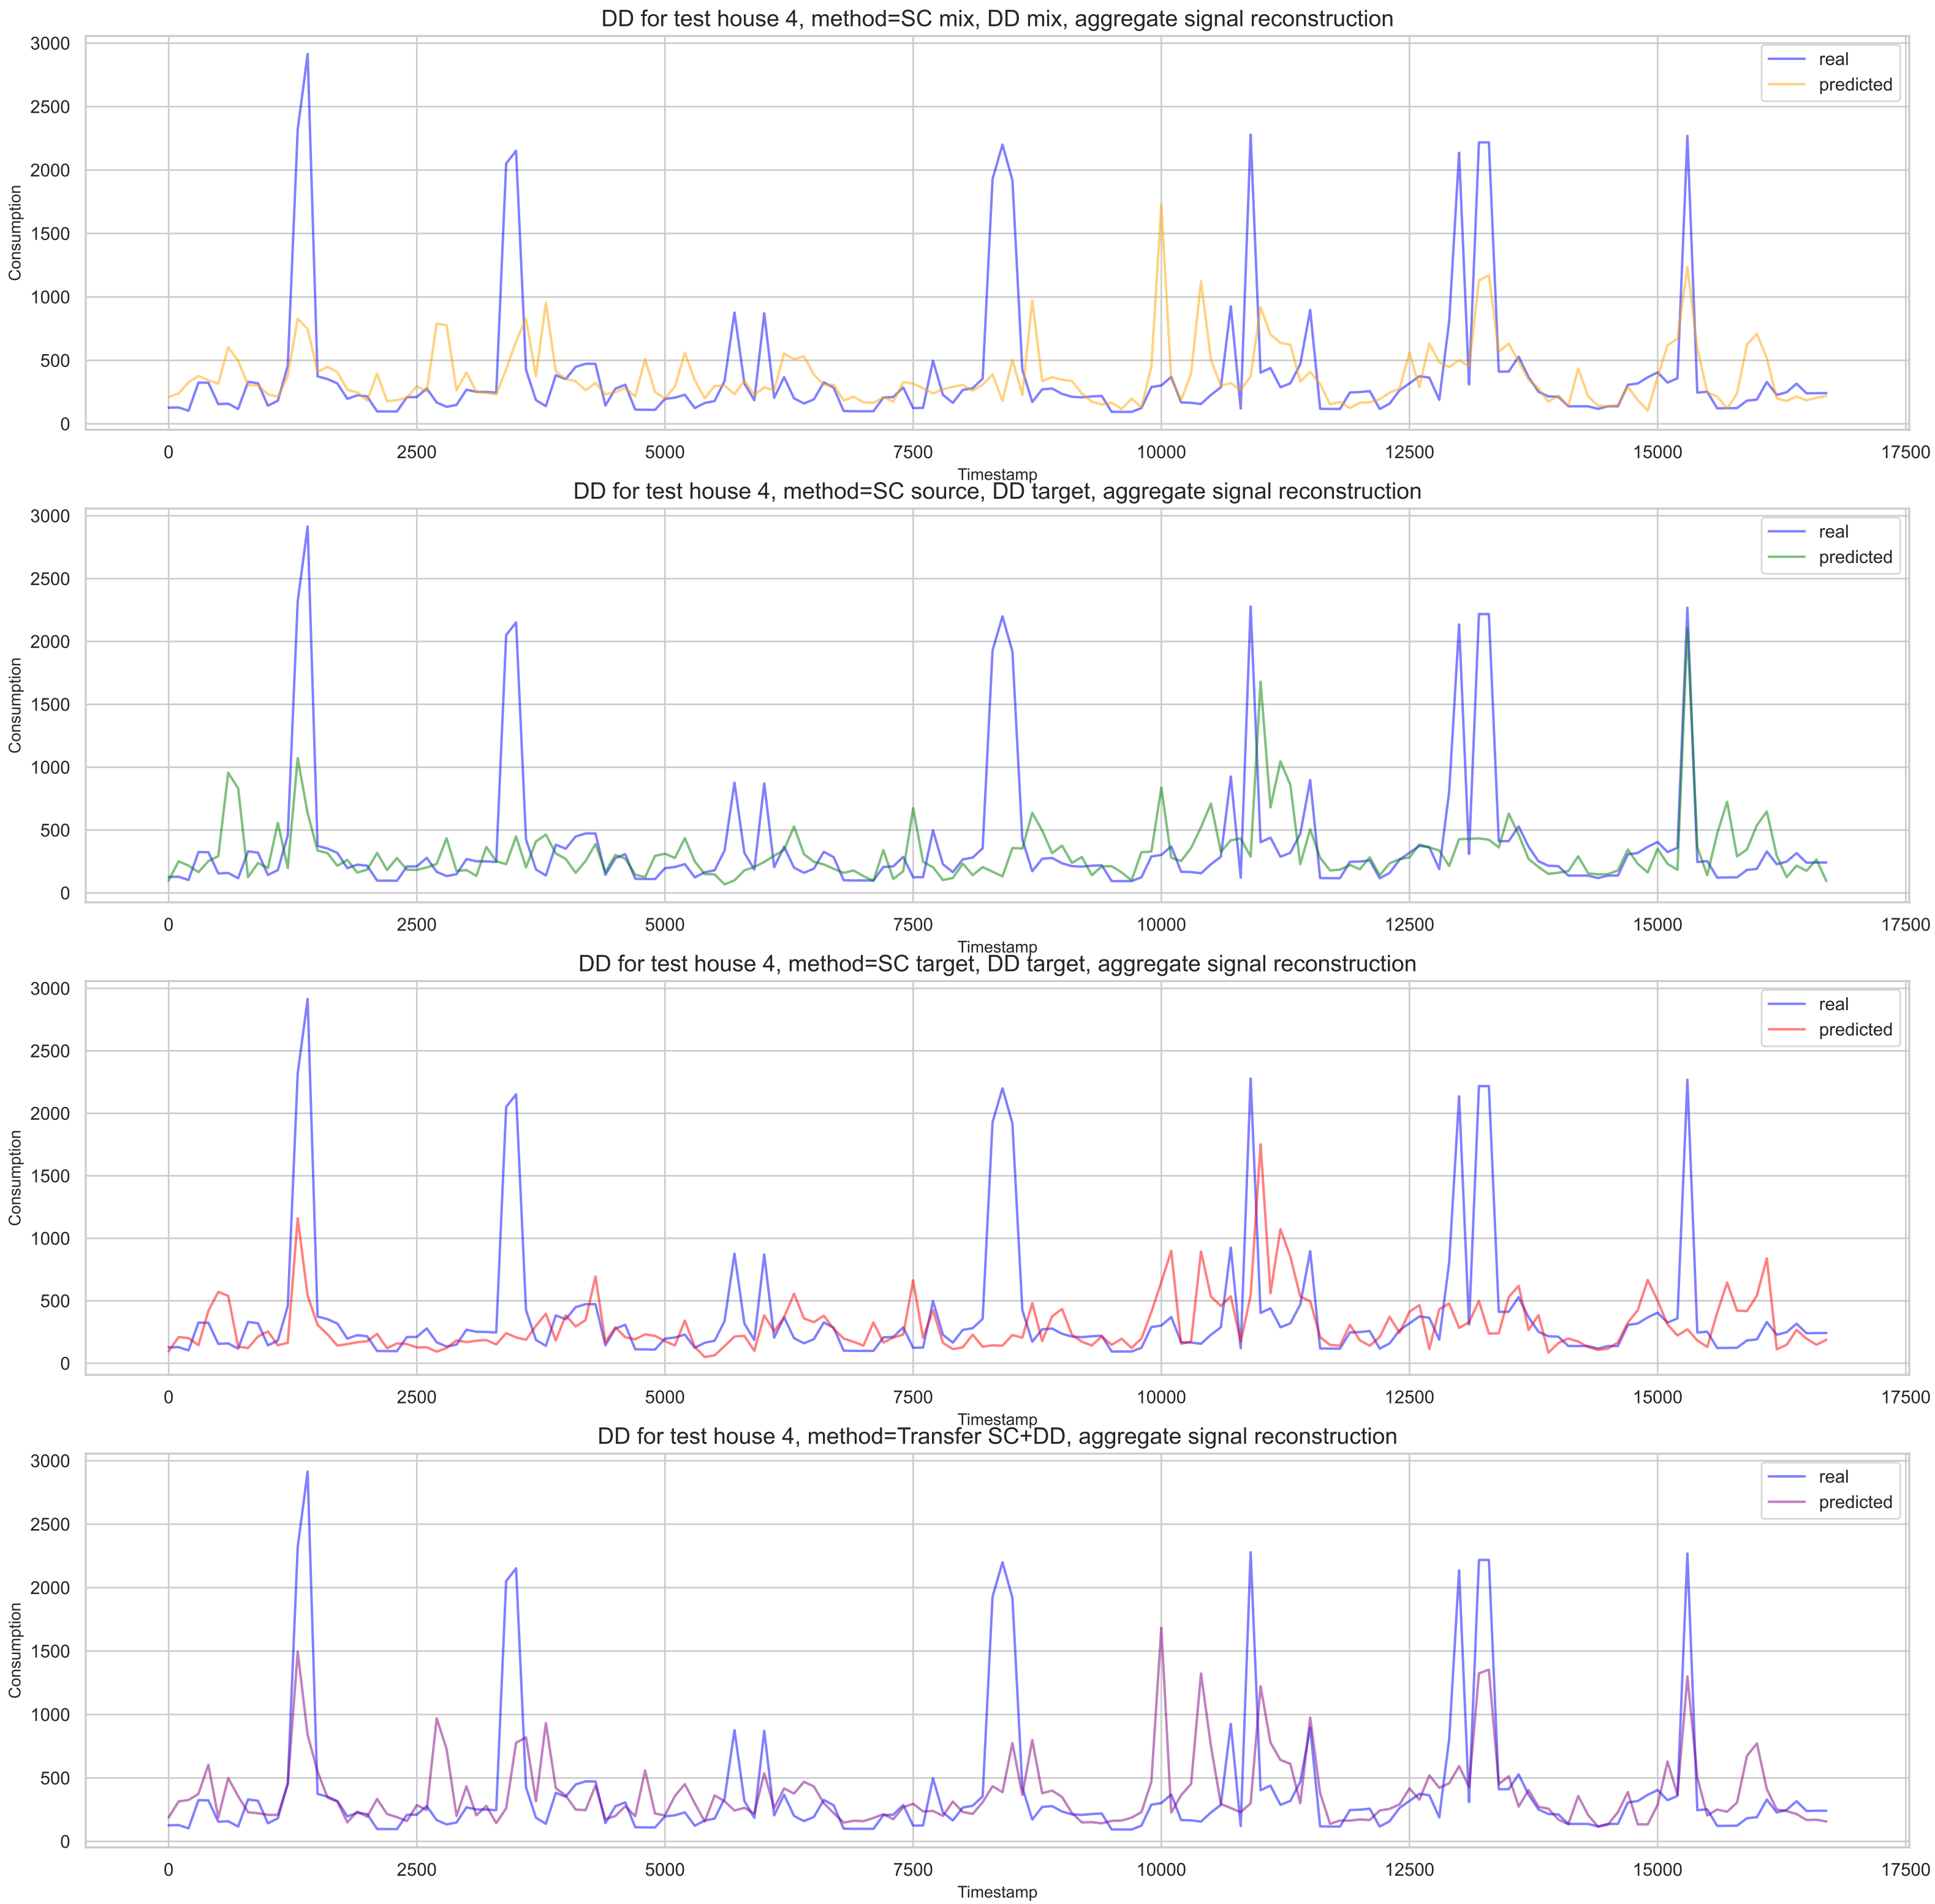 DD for test house 4, method=SC mix, DD mix, aggregate signal reconstruction
3000
2500
2000
1500
1000
500
0
Consumption
real
predicted
0 2500 5000 7500 10000 12500 15000 17500
Timestamp
DD for test house 4, method=SC source, DD target, aggregate signal reconstruction
3000
2500
2000
1500
1000
500
0
Consumption
real
predicted
0 2500 5000 7500 10000 12500 15000 17500
Timestamp
DD for test house 4, method=SC target, DD target, aggregate signal reconstruction
3000
2500
2000
1500
1000
500
0
Consumption
real
predicted
0 2500 5000 7500 10000 12500 15000 17500
Timestamp
DD for test house 4, method=Transfer SC+DD, aggregate signal reconstruction
3000
2500
2000
1500
1000
500
0
Consumption
real
predicted
0 2500 5000 7500 10000 12500 15000 17500
Timestamp